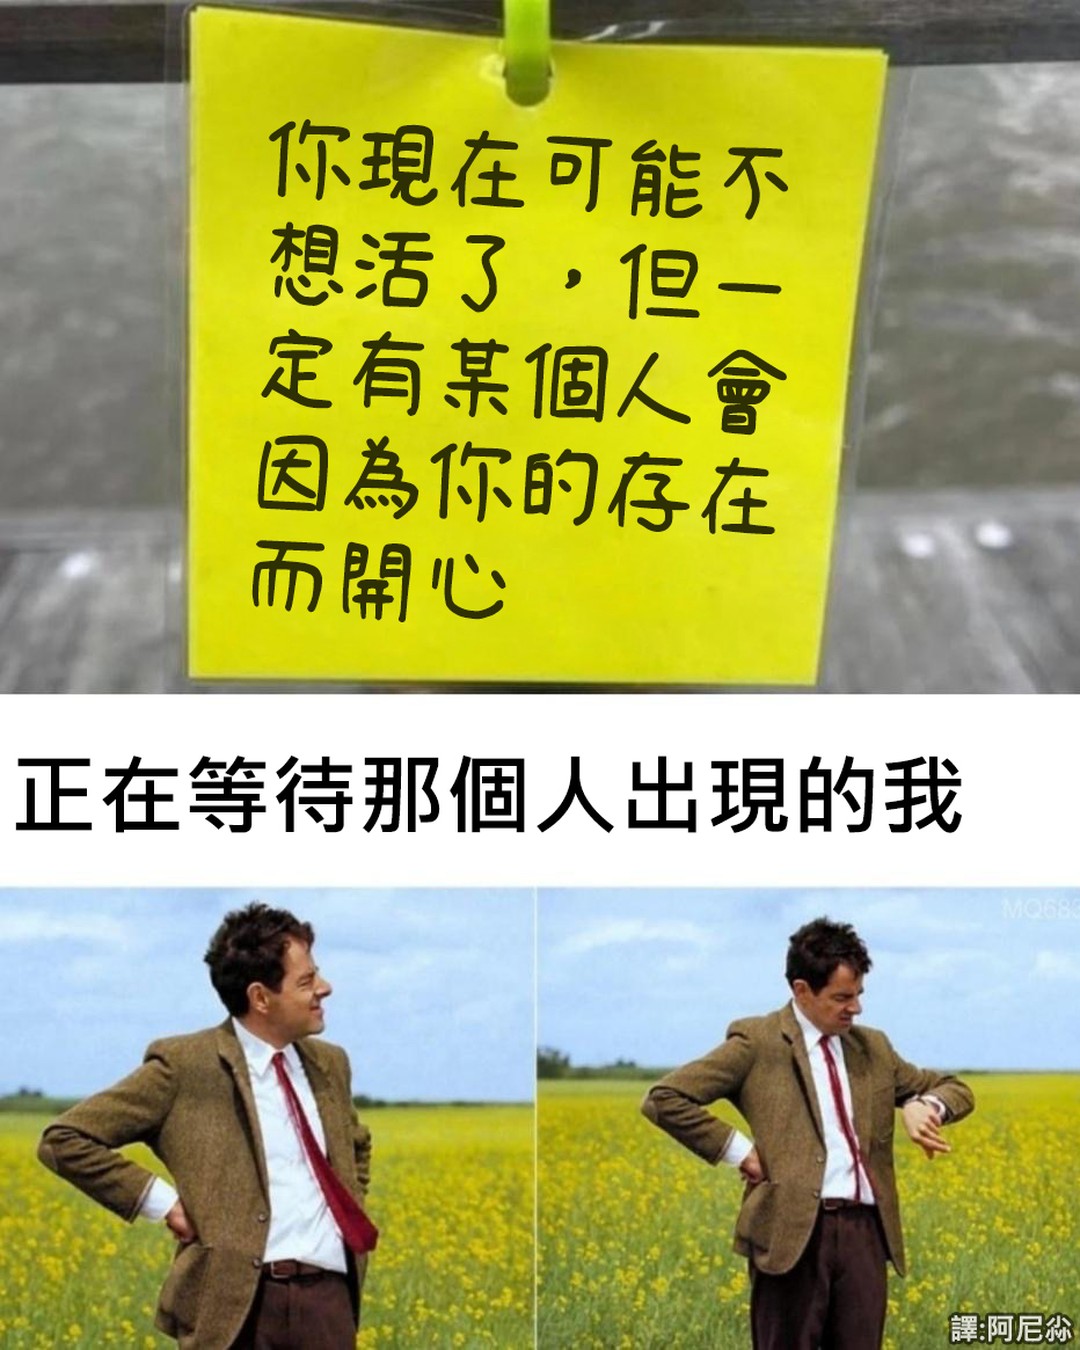 你現在可能不
想活了，但一
定有某個人會
因為你的存在
而開心
正在等待那個人出現的我
MQ683
譯:阿尼尛